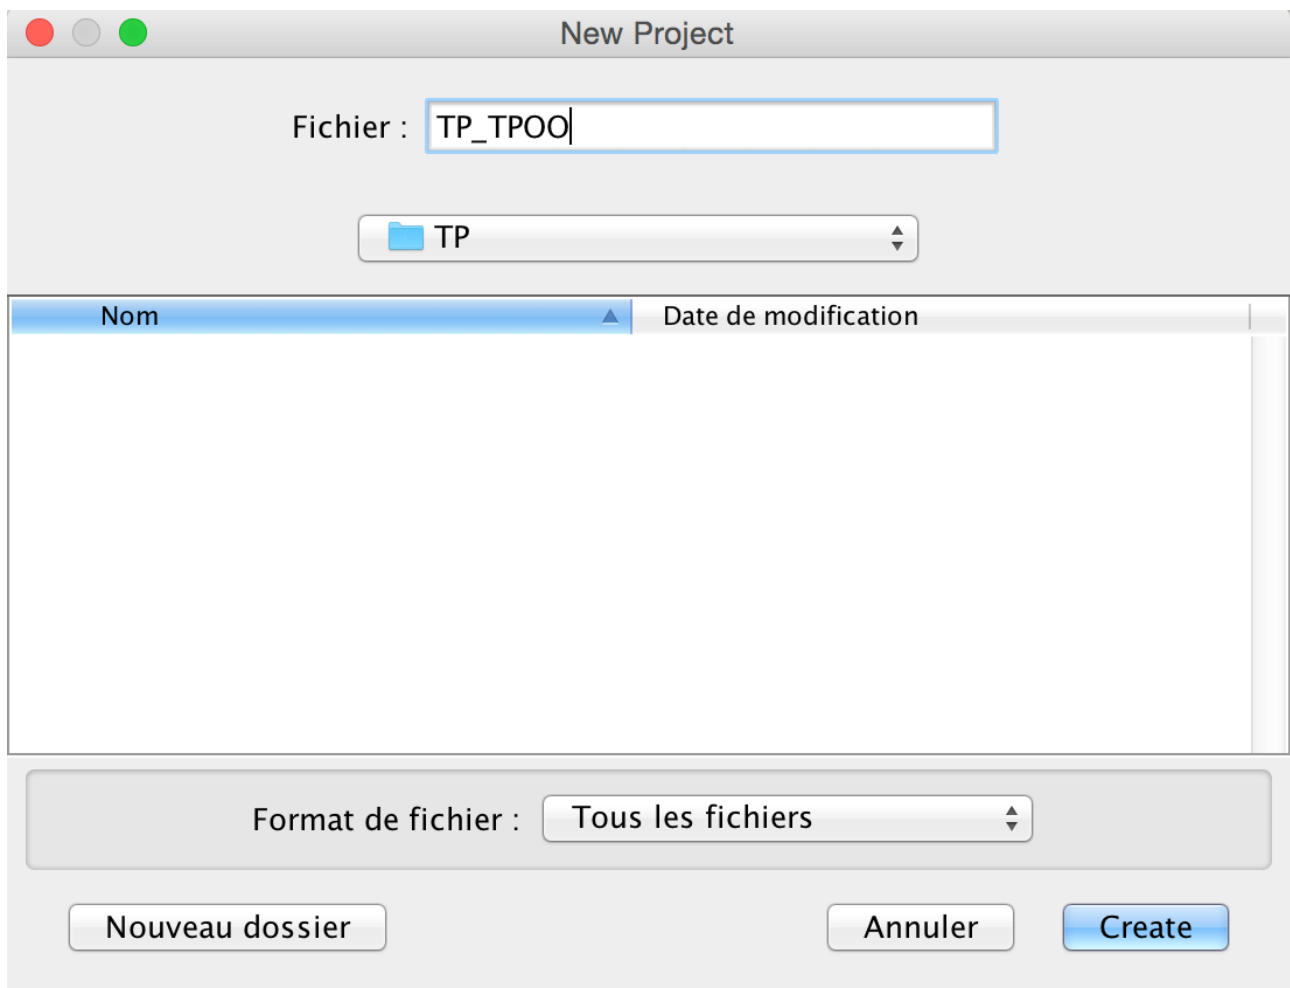 New Project
Fichier : TP_TPOO
TP
Nom Date de modification
Format de fichier : Tous les fichiers
Nouveau dossier Annuler Create